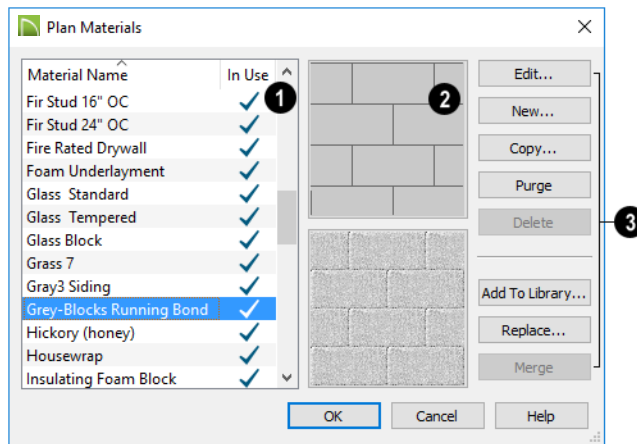 Plan Materials
Material Name In Use
Fir Stud 16" OC
Fir Stud 24" OC
Fire Rated Drywall
Foam Underlayment
Glass  Standard
Glass  Tempered
Glass Block
Grass 7
Gray3 Siding
Grey-Blocks Running Bond
Hickory (honey)
Housewrap
Insulating Foam Block
1
2
Edit...
New...
Copy...
Purge
Delete
3
Add To Library...
Replace...
Merge
OK Cancel Help